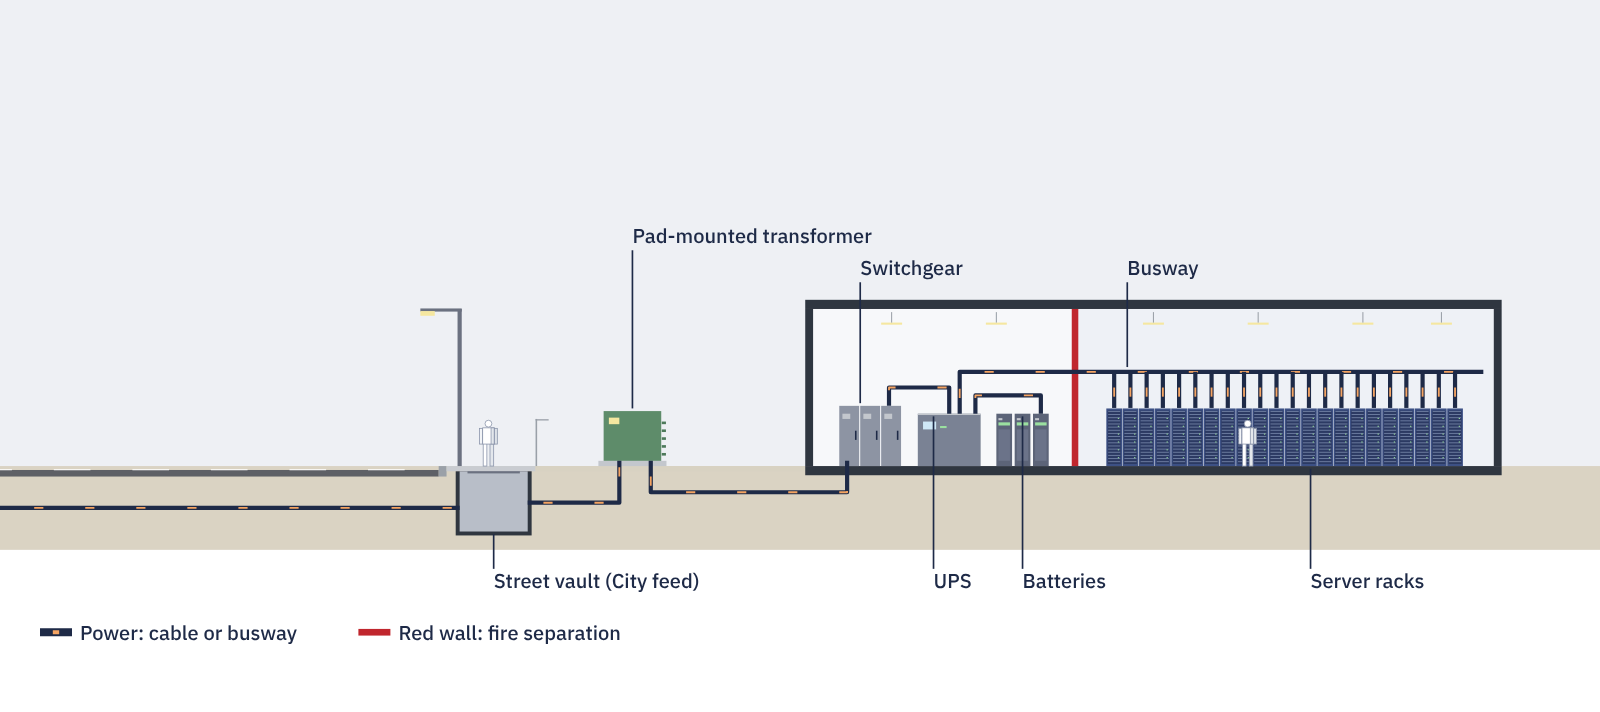 Pad-mounted transformer
Switchgear
Busway
Street vault (City feed)
UPS
Batteries
Server racks
Power: cable or busway
Red wall: fire separation